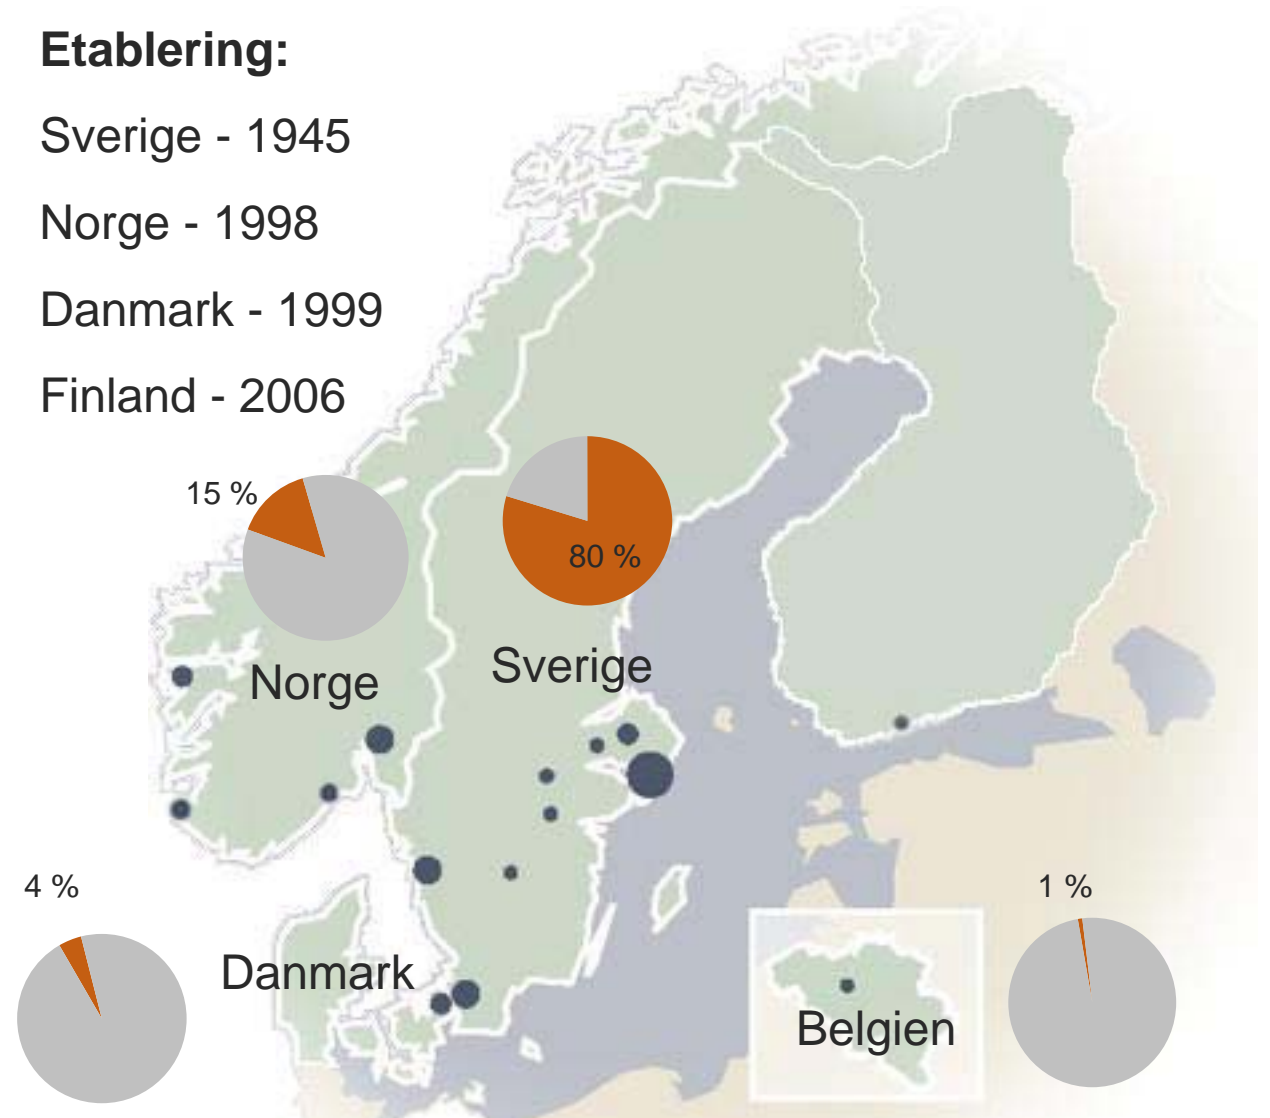 Etablering:
Sverige - 1945
Norge - 1998
Danmark - 1999
Finland - 2006
15 %
80 %
Sverige
Norge
4 %
1 %
Danmark
Belgien